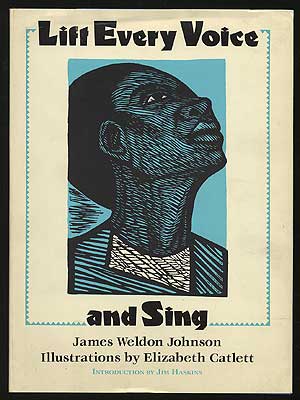 Lift Every Voice
and Sing
James Weldon Johnson
Illustrations by Elizabeth Catlett
Introduction by Jim Haskins